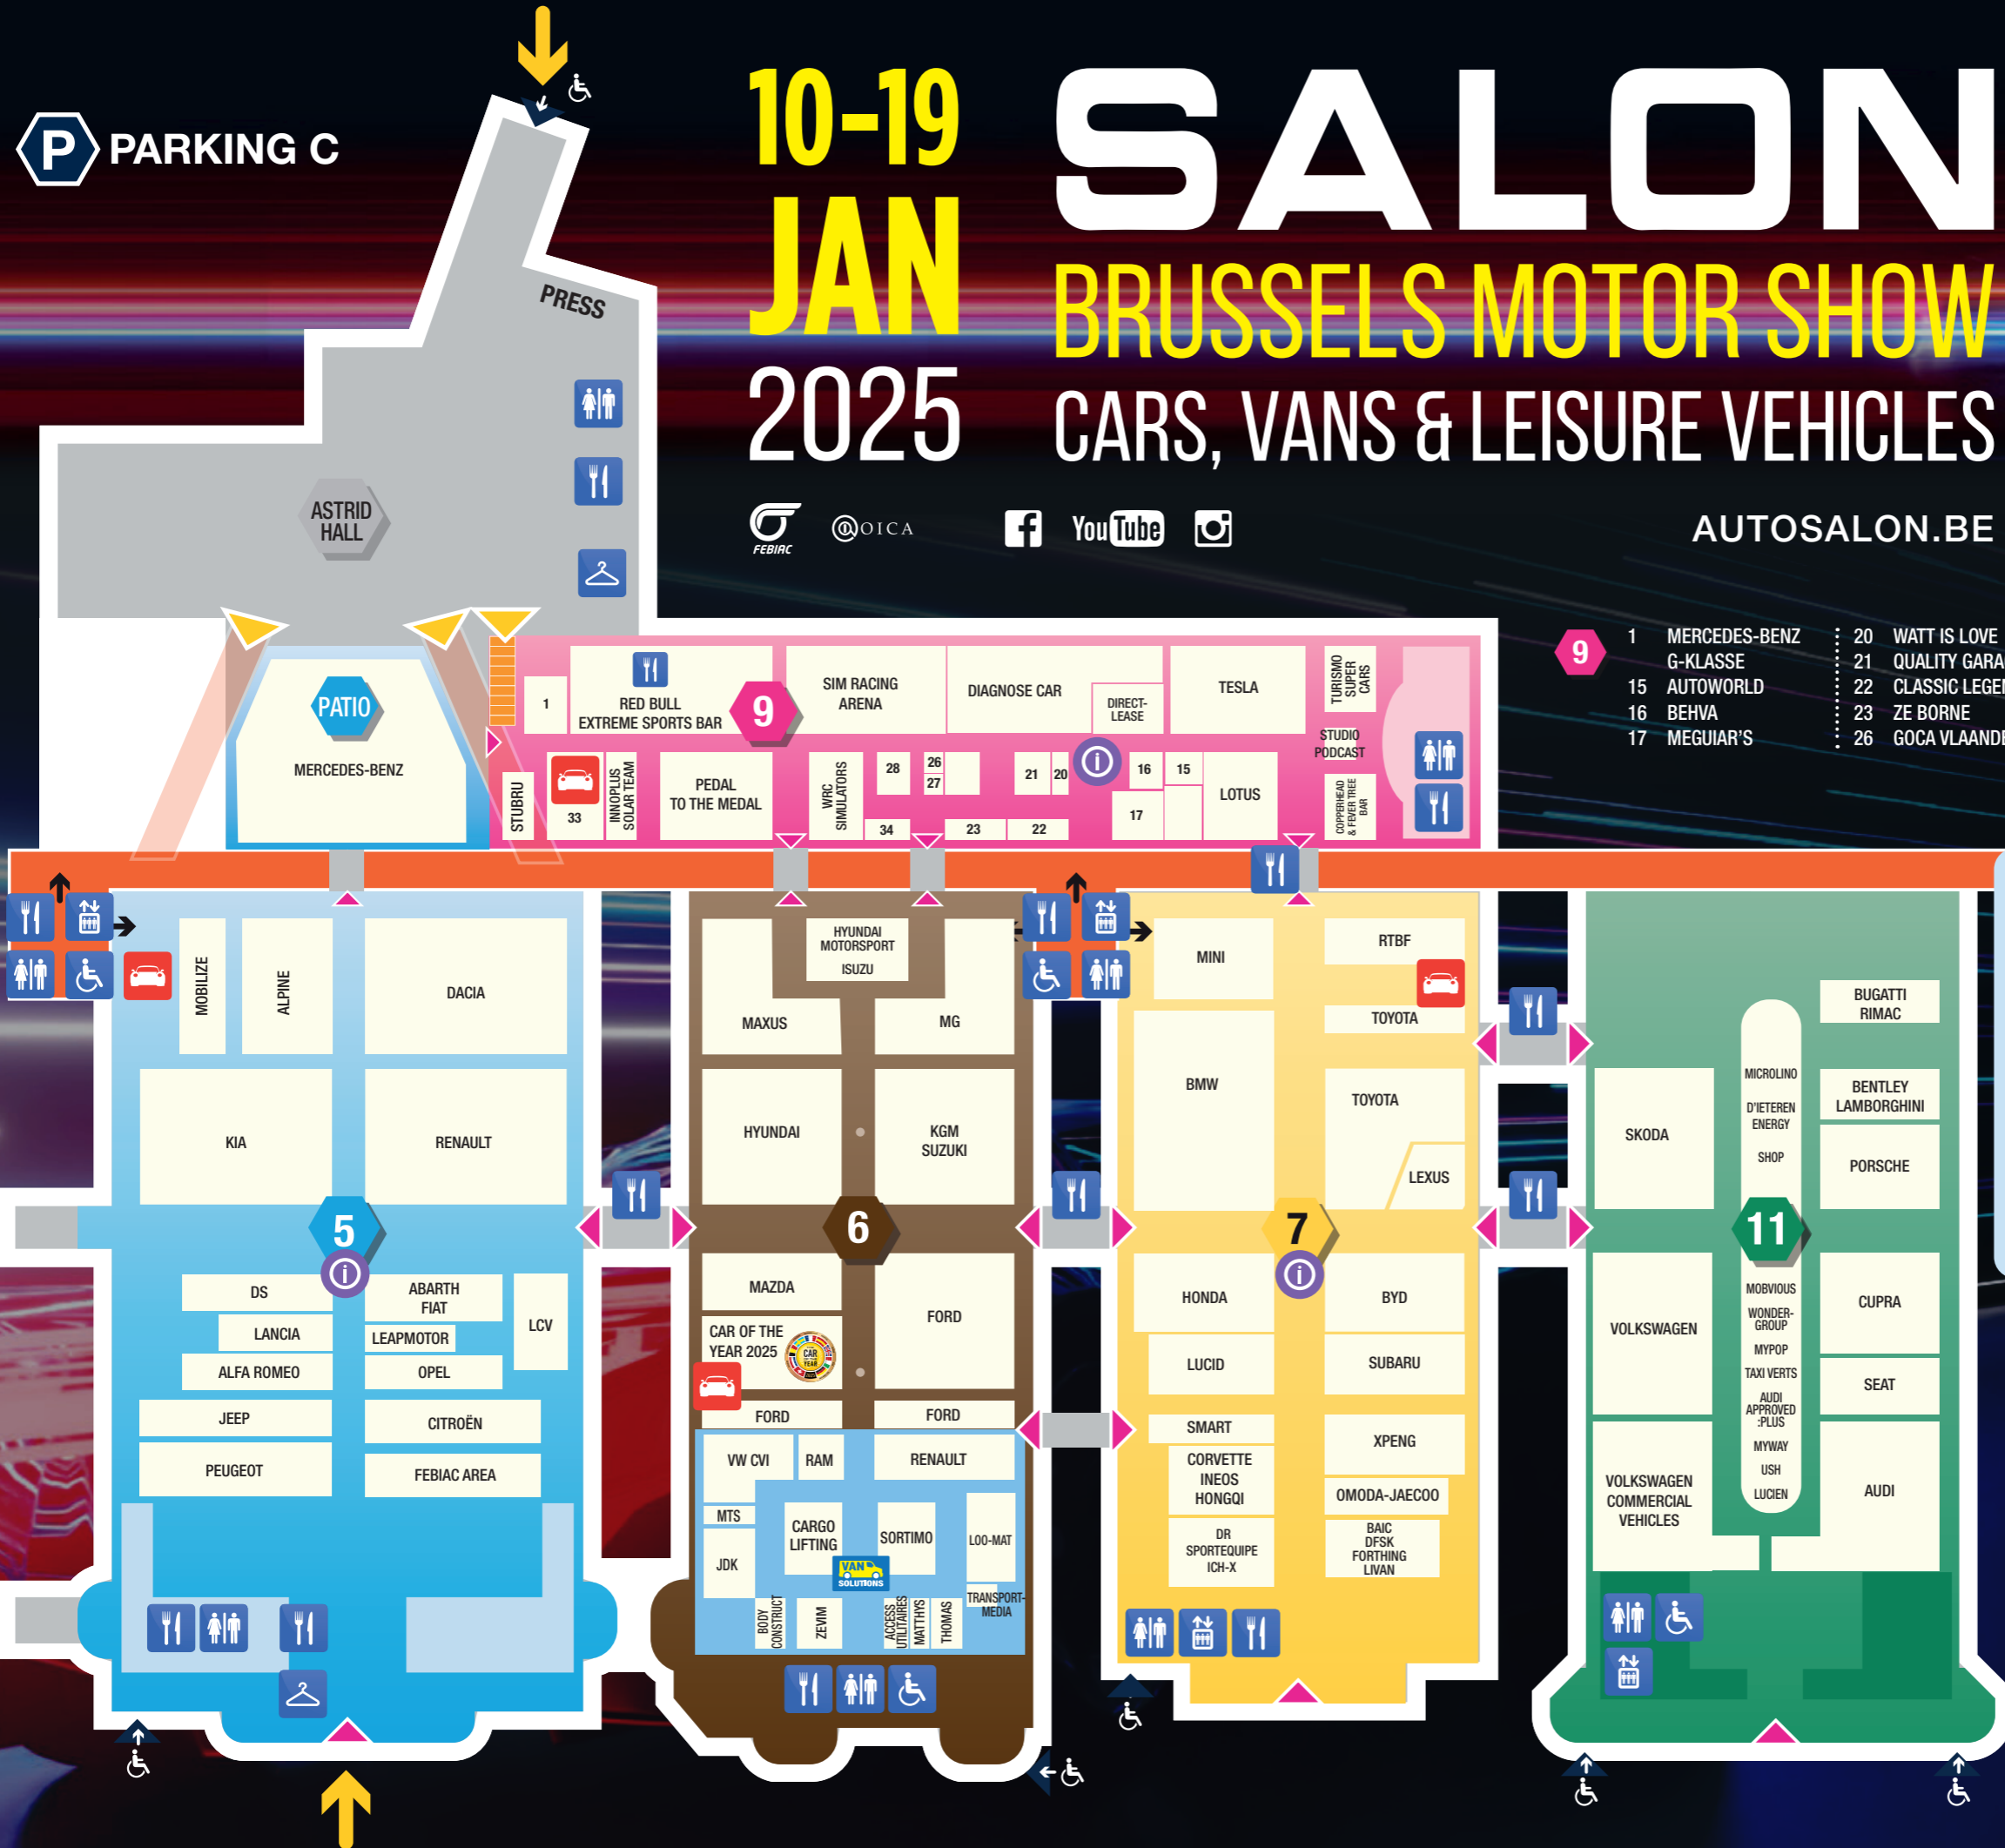 P PARKING C
10-19
JAN
2025
SALON
BRUSSELS MOTOR SHOW
CARS, VANS & LEISURE VEHICLES
FEBIAC
OICA
f
YouTube
AUTOSALON.BE
PRESS
ASTRID
HALL
PATIO
MERCEDES-BENZ
9
1 MERCEDES-BENZ
G-KLASSE
15 AUTOWORLD
16 BEHVA
17 MEGUIAR'S
20 WATT IS LOVE
21 QUALITY GARA
22 CLASSIC LEGEN
23 ZE BORNE
26 GOCA VLAANDE
1
RED BULL
EXTREME SPORTS BAR
9
SIM RACING
ARENA
DIAGNOSE CAR
DIRECT-
LEASE
TESLA
TURISMO
SUPER
CARS
STUDIO
PODCAST
COPPERHEAD
& FEVER TREE
BAR
STUBRU
33
INNOPLUS
SOLAR TEAM
PEDAL
TO THE MEDAL
WRC
SIMULATORS
28
34
26
27
23
21
20
22
i
16
15
17
LOTUS
MOBILIZE
ALPINE
DACIA
KIA
RENAULT
5
i
DS
LANCIA
ALFA ROMEO
JEEP
PEUGEOT
ABARTH
FIAT
LEAPMOTOR
OPEL
LCV
CITROËN
FEBIAC AREA
HYUNDAI
MOTORSPORT
ISUZU
MAXUS
MG
HYUNDAI
KGM
SUZUKI
6
MAZDA
CAR OF THE
YEAR 2025
CAR
OF THE
YEAR
FORD
FORD
FORD
VW CVI
RAM
RENAULT
MTS
JDK
CARGO
LIFTING
SORTIMO
LOO-MAT
VAN
SOLUTIONS
BODY
CONSTRUCT
ZEVIM
ACCESS
UTILITAIRES
MATTHYS
THOMAS
TRANSPORT-
MEDIA
MINI
RTBF
TOYOTA
BMW
TOYOTA
LEXUS
7
i
HONDA
BYD
LUCID
SUBARU
SMART
CORVETTE
INEOS
HONGQI
DR
SPORTEQUIPE
ICH-X
XPENG
OMODA-JAECOO
BAIC
DFSK
FORTHING
LIVAN
BUGATTI
RIMAC
SKODA
MICROLINO
D'IETEREN
ENERGY
SHOP
BENTLEY
LAMBORGHINI
PORSCHE
11
VOLKSWAGEN
MOBVIOUS
WONDER-
GROUP
MYPOP
TAXI VERTS
AUDI
APPROVED
:PLUS
MYWAY
USH
LUCIEN
CUPRA
SEAT
VOLKSWAGEN
COMMERCIAL
VEHICLES
AUDI